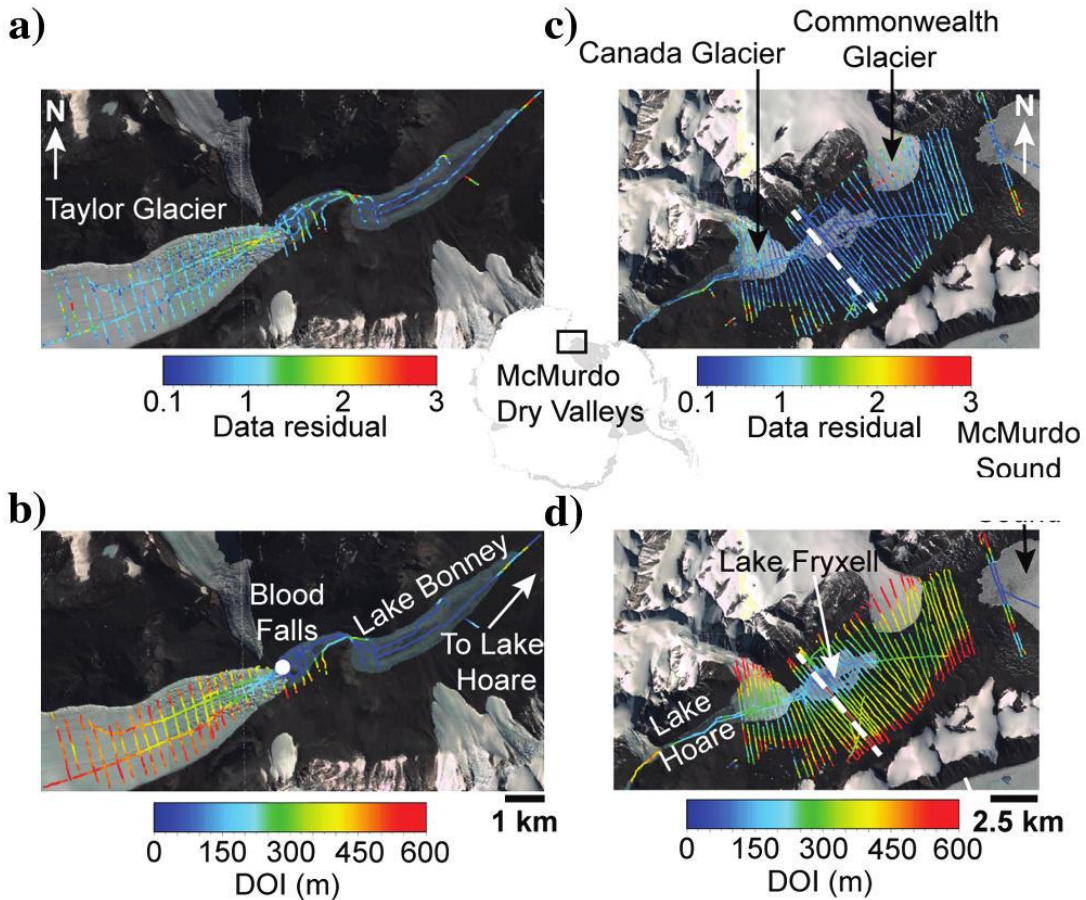 a)
N
Taylor Glacier
0.1 1 2 3
Data residual
c)
Canada Glacier
Commonwealth
Glacier
N
0.1 1 2 3
Data residual
McMurdo
Dry Valleys
McMurdo
Sound
b)
Blood
Falls
Lake Bonney
To Lake
Hoare
1 km
0 150 300 450 600
DOI (m)
d)
Lake Fryxell
Lake
Hoare
2.5 km
0 150 300 450 600
DOI (m)